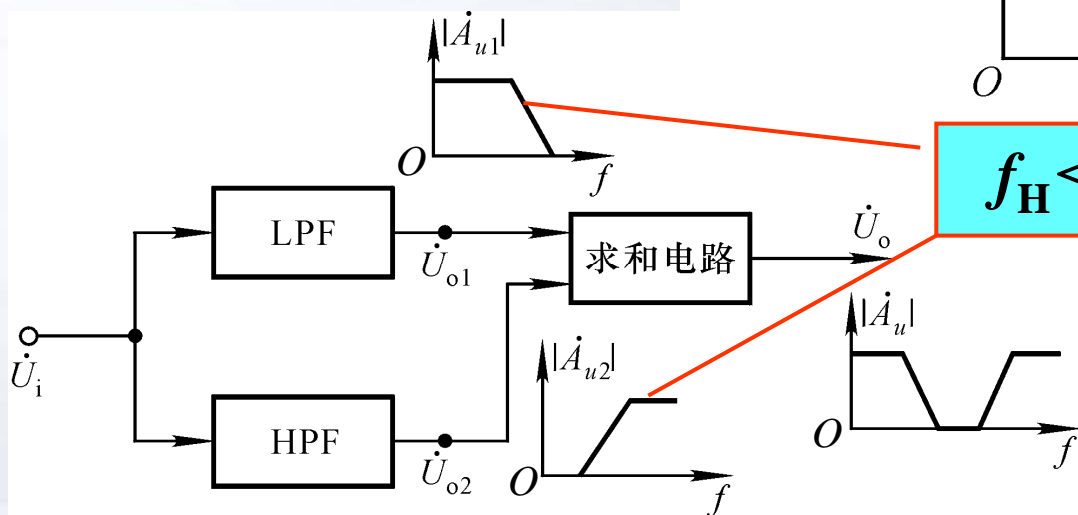 |U̇
|Ȧu1|
O
f
O
fH <
LPF
U̇o1
求和电路
U̇o
U̇i
|Ȧu2|
|Ȧu|
HPF
U̇o2
O
f
O
f